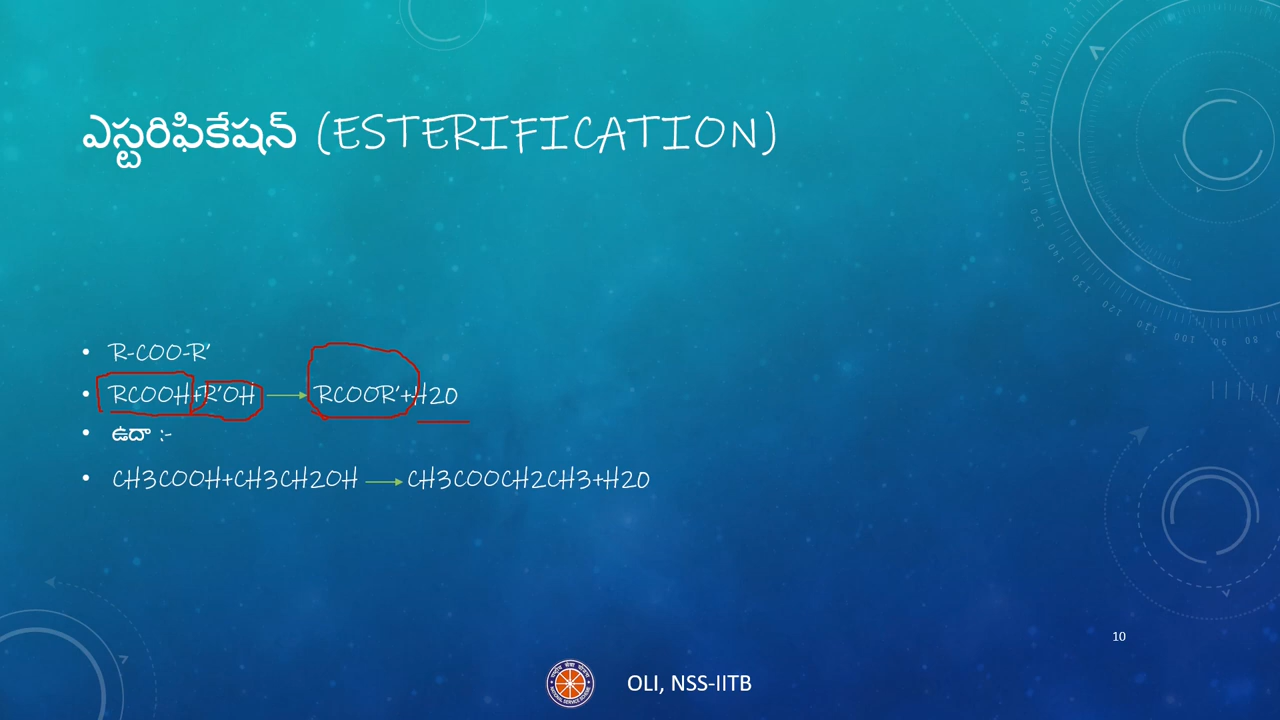 ఎస్టరిఫికేషన్ (ESTERIFICATION)
R-COO-R'
RCOOH+R'OH → RCOOR'+H2O
ఉదా :-
CH3COOH+CH3CH2OH → CH3COOCH2CH3+H2O
10
OLI, NSS-IITB